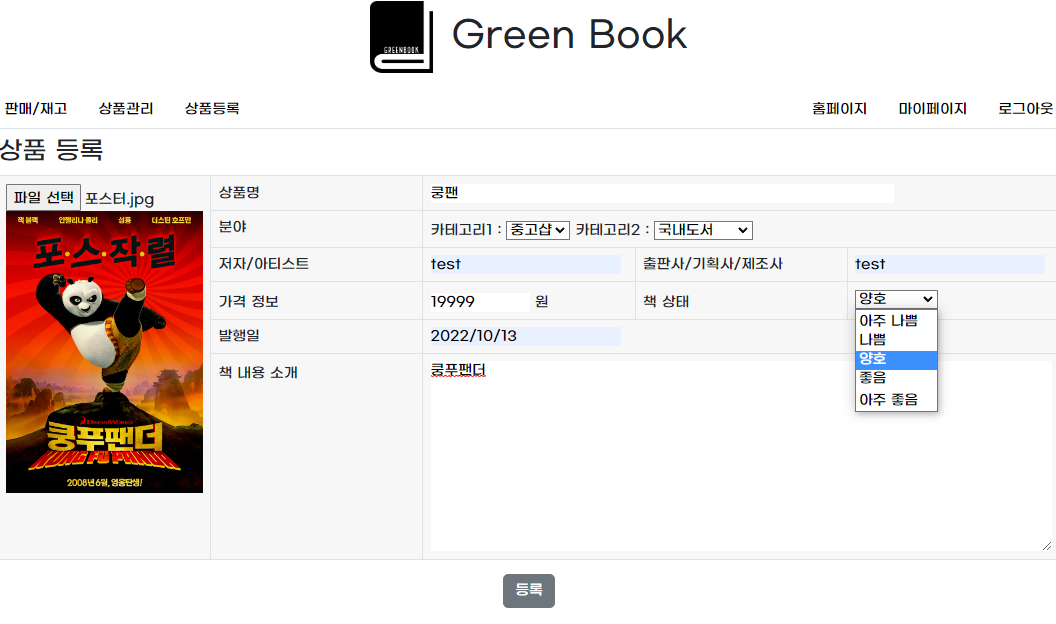 GREENBOOK
Green Book
판매/재고 상품관리 상품등록 홈페이지 마이페이지 로그아웃
상품 등록
파일 선택 포스터.jpg
잭 블랙 안젤리나 졸리 성룡 더스틴 호프만
포·스·작·렬
DREAMWORKS
쿵푸팬더
KUNG FU PANDA
2008년 6월, 영웅탄생!
상품명 쿵팬
분야 카테고리1 : 중고샵 카테고리2 : 국내도서
저자/아티스트 test 출판사/기획사/제조사 test
가격 정보 19999 원 책 상태 양호
아주 나쁨
나쁨
양호
좋음
아주 좋음
발행일 2022/10/13
책 내용 소개 쿵푸팬더
등록